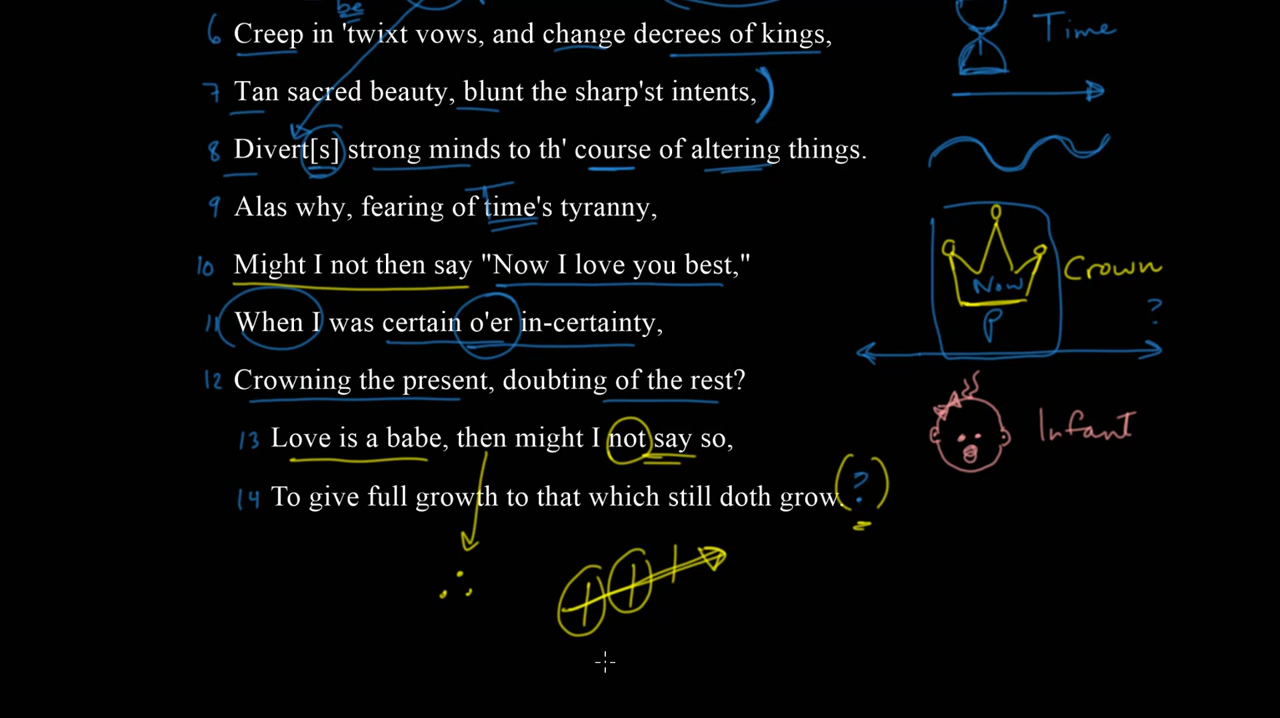 be
6 Creep in 'twixt vows, and change decrees of kings,
Time
7 Tan sacred beauty, blunt the sharp'st intents,)
8 Divert[s] strong minds to th' course of altering things.
T
9 Alas why, fearing of time's tyranny,
10 Might I not then say "Now I love you best,"
Crown
Now
P
?
11 When I was certain o'er in-certainty,
12 Crowning the present, doubting of the rest?
Infant
13 Love is a babe, then might I not say so,
14 To give full growth to that which still doth grow. (?)
∴